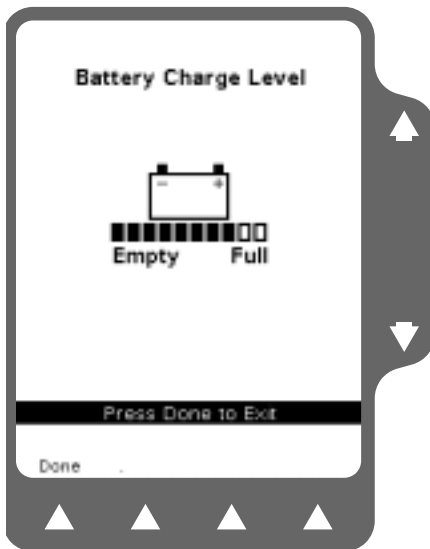 Battery Charge Level
- +
Empty Full
Press Done to Exit
Done .